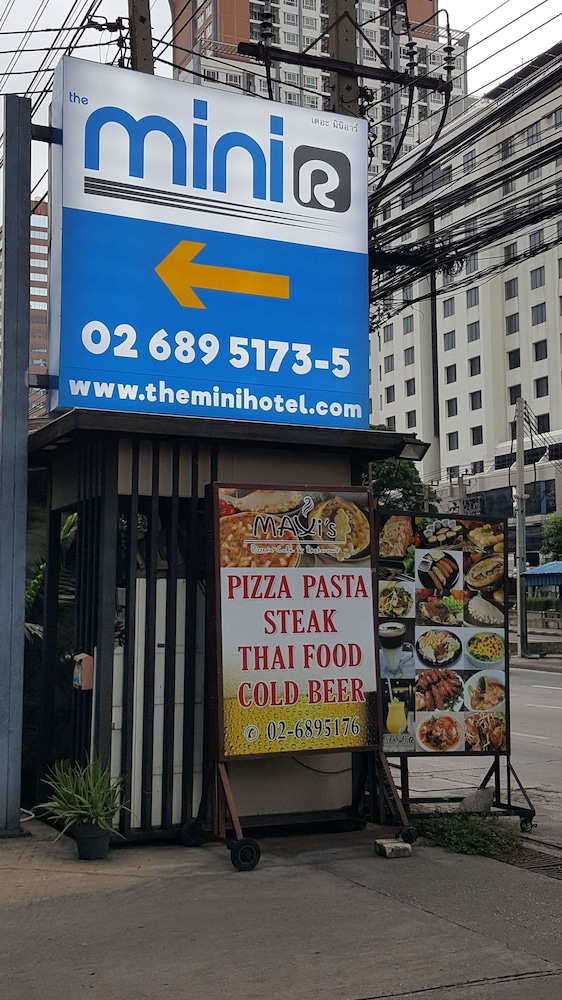 the
mini R
เดอะ มินิอาร์
02 689 5173-5
www.theminihotel.com
MAVi's
PIZZA PASTA
STEAK
THAI FOOD
COLD BEER
✆ 02-6895176